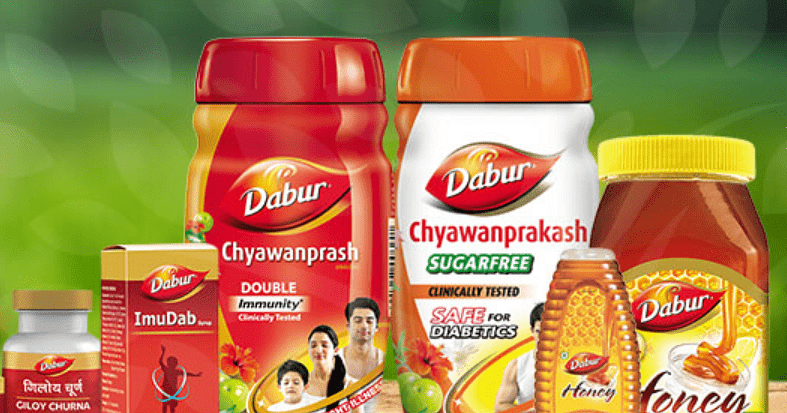 Dabur
गिलोय चूर्ण
GILOY CHURNA
Dabur
ImuDab
Syrup
Dabur
Chyawanprash
DOUBLE
Immunity*
Clinically Tested
Dabur
Chyawanprakash
SUGARFREE
CLINICALLY TESTED
SAFE FOR
DIABETICS
Dabur
Honey
Dabur
Honey